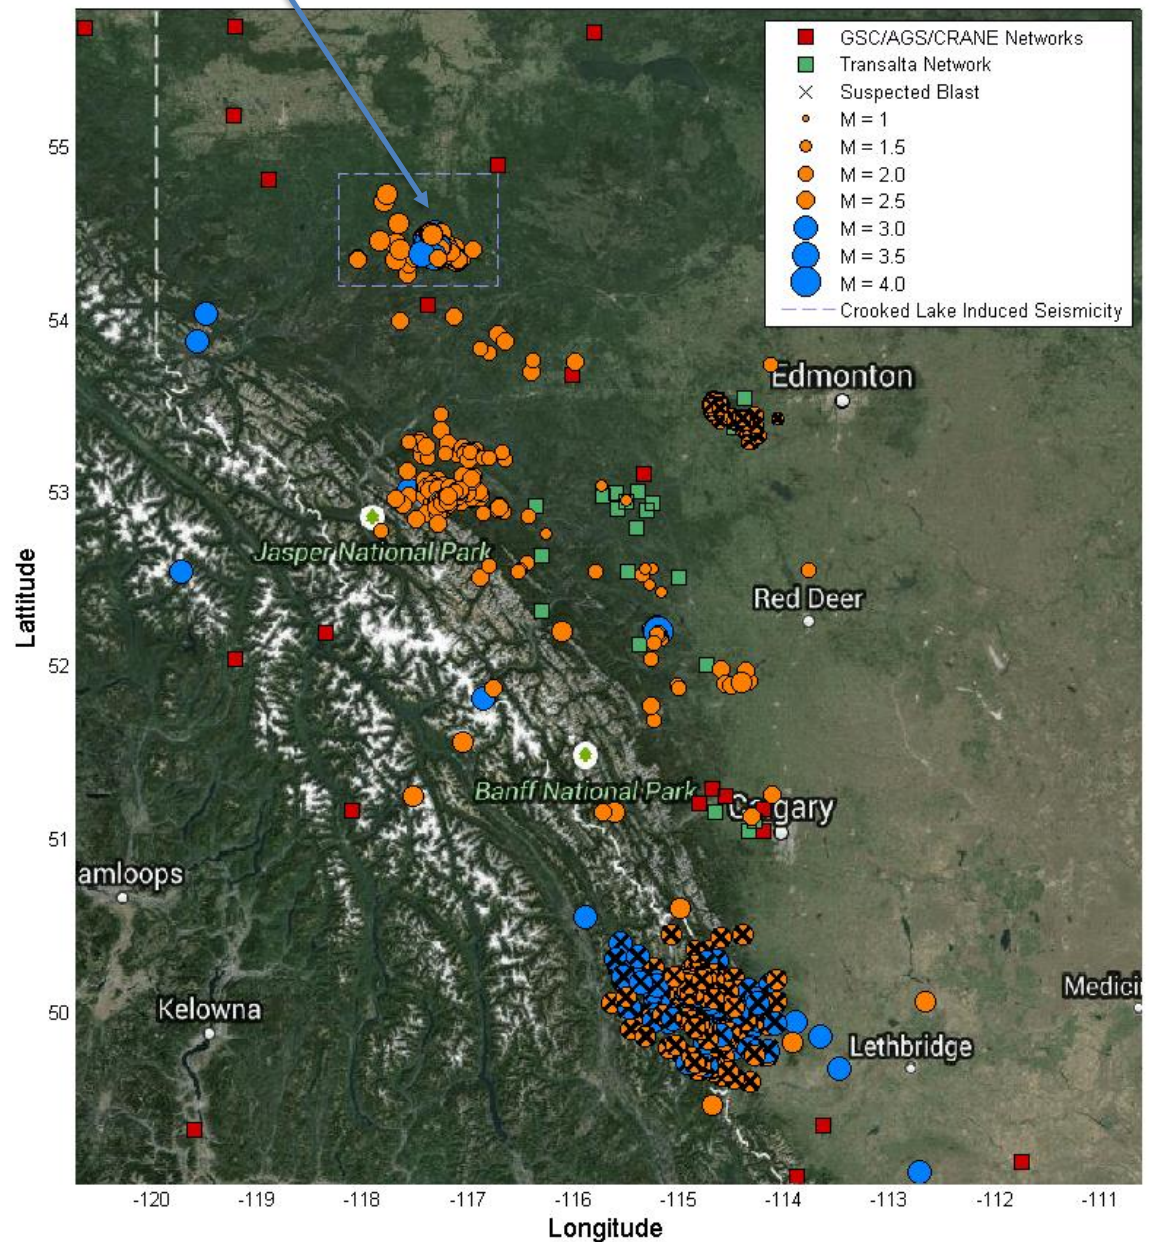 GSC/AGS/CRANE Networks
Transalta Network
Suspected Blast
M = 1
M = 1.5
M = 2.0
M = 2.5
M = 3.0
M = 3.5
M = 4.0
Crooked Lake Induced Seismicity
55
54
53
52
51
50
Lattitude
Edmonton
Jasper National Park
Red Deer
Banff National Park
Calgary
amloops
Kelowna
Medici
Lethbridge
-120 -119 -118 -117 -116 -115 -114 -113 -112 -111
Longitude